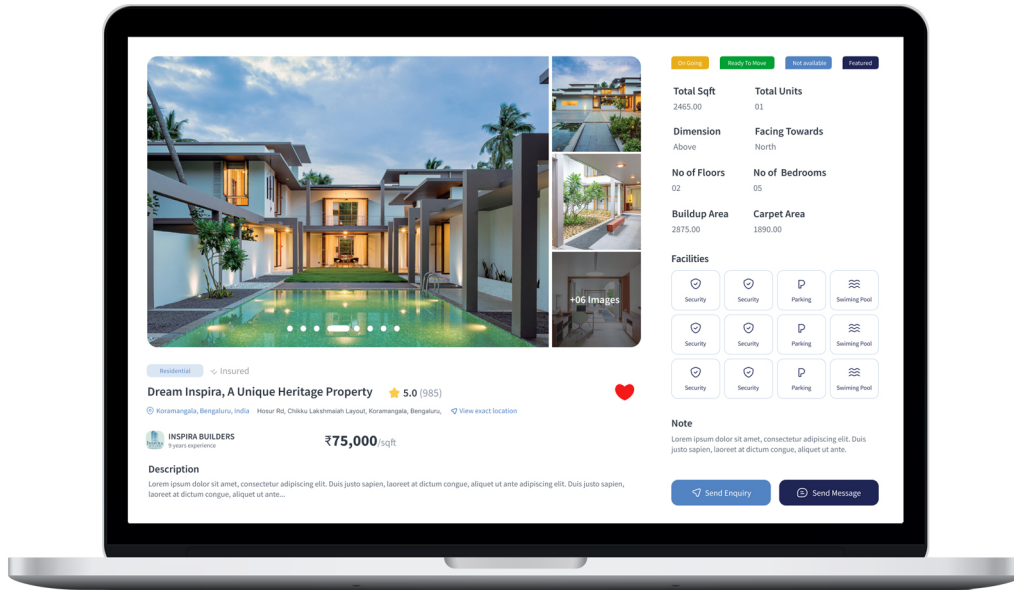 +06 Images
Residential
Insured
Dream Inspira, A Unique Heritage Property
5.0 (985)
Koramangala, Bengaluru, India
Hosur Rd, Chikku Lakshmaiah Layout, Koramangala, Bengaluru,
View exact location
INSPIRA BUILDERS
9 years experience
₹75,000/sqft
Description
Lorem ipsum dolor sit amet, consectetur adipiscing elit. Duis justo sapien, laoreet at dictum congue, aliquet ut ante adipiscing elit. Duis justo sapien,
laoreet at dictum congue, aliquet ut ante...
On Going
Ready To Move
Not available
Featured
Total Sqft
2465.00
Total Units
01
Dimension
Above
Facing Towards
North
No of Floors
02
No of Bedrooms
05
Buildup Area
2875.00
Carpet Area
1890.00
Facilities
Security
Security
Parking
Swiming Pool
Security
Security
Parking
Swiming Pool
Security
Security
Parking
Swiming Pool
Note
Lorem ipsum dolor sit amet, consectetur adipiscing elit. Duis
justo sapien, laoreet at dictum congue, aliquet ut ante.
Send Enquiry
Send Message